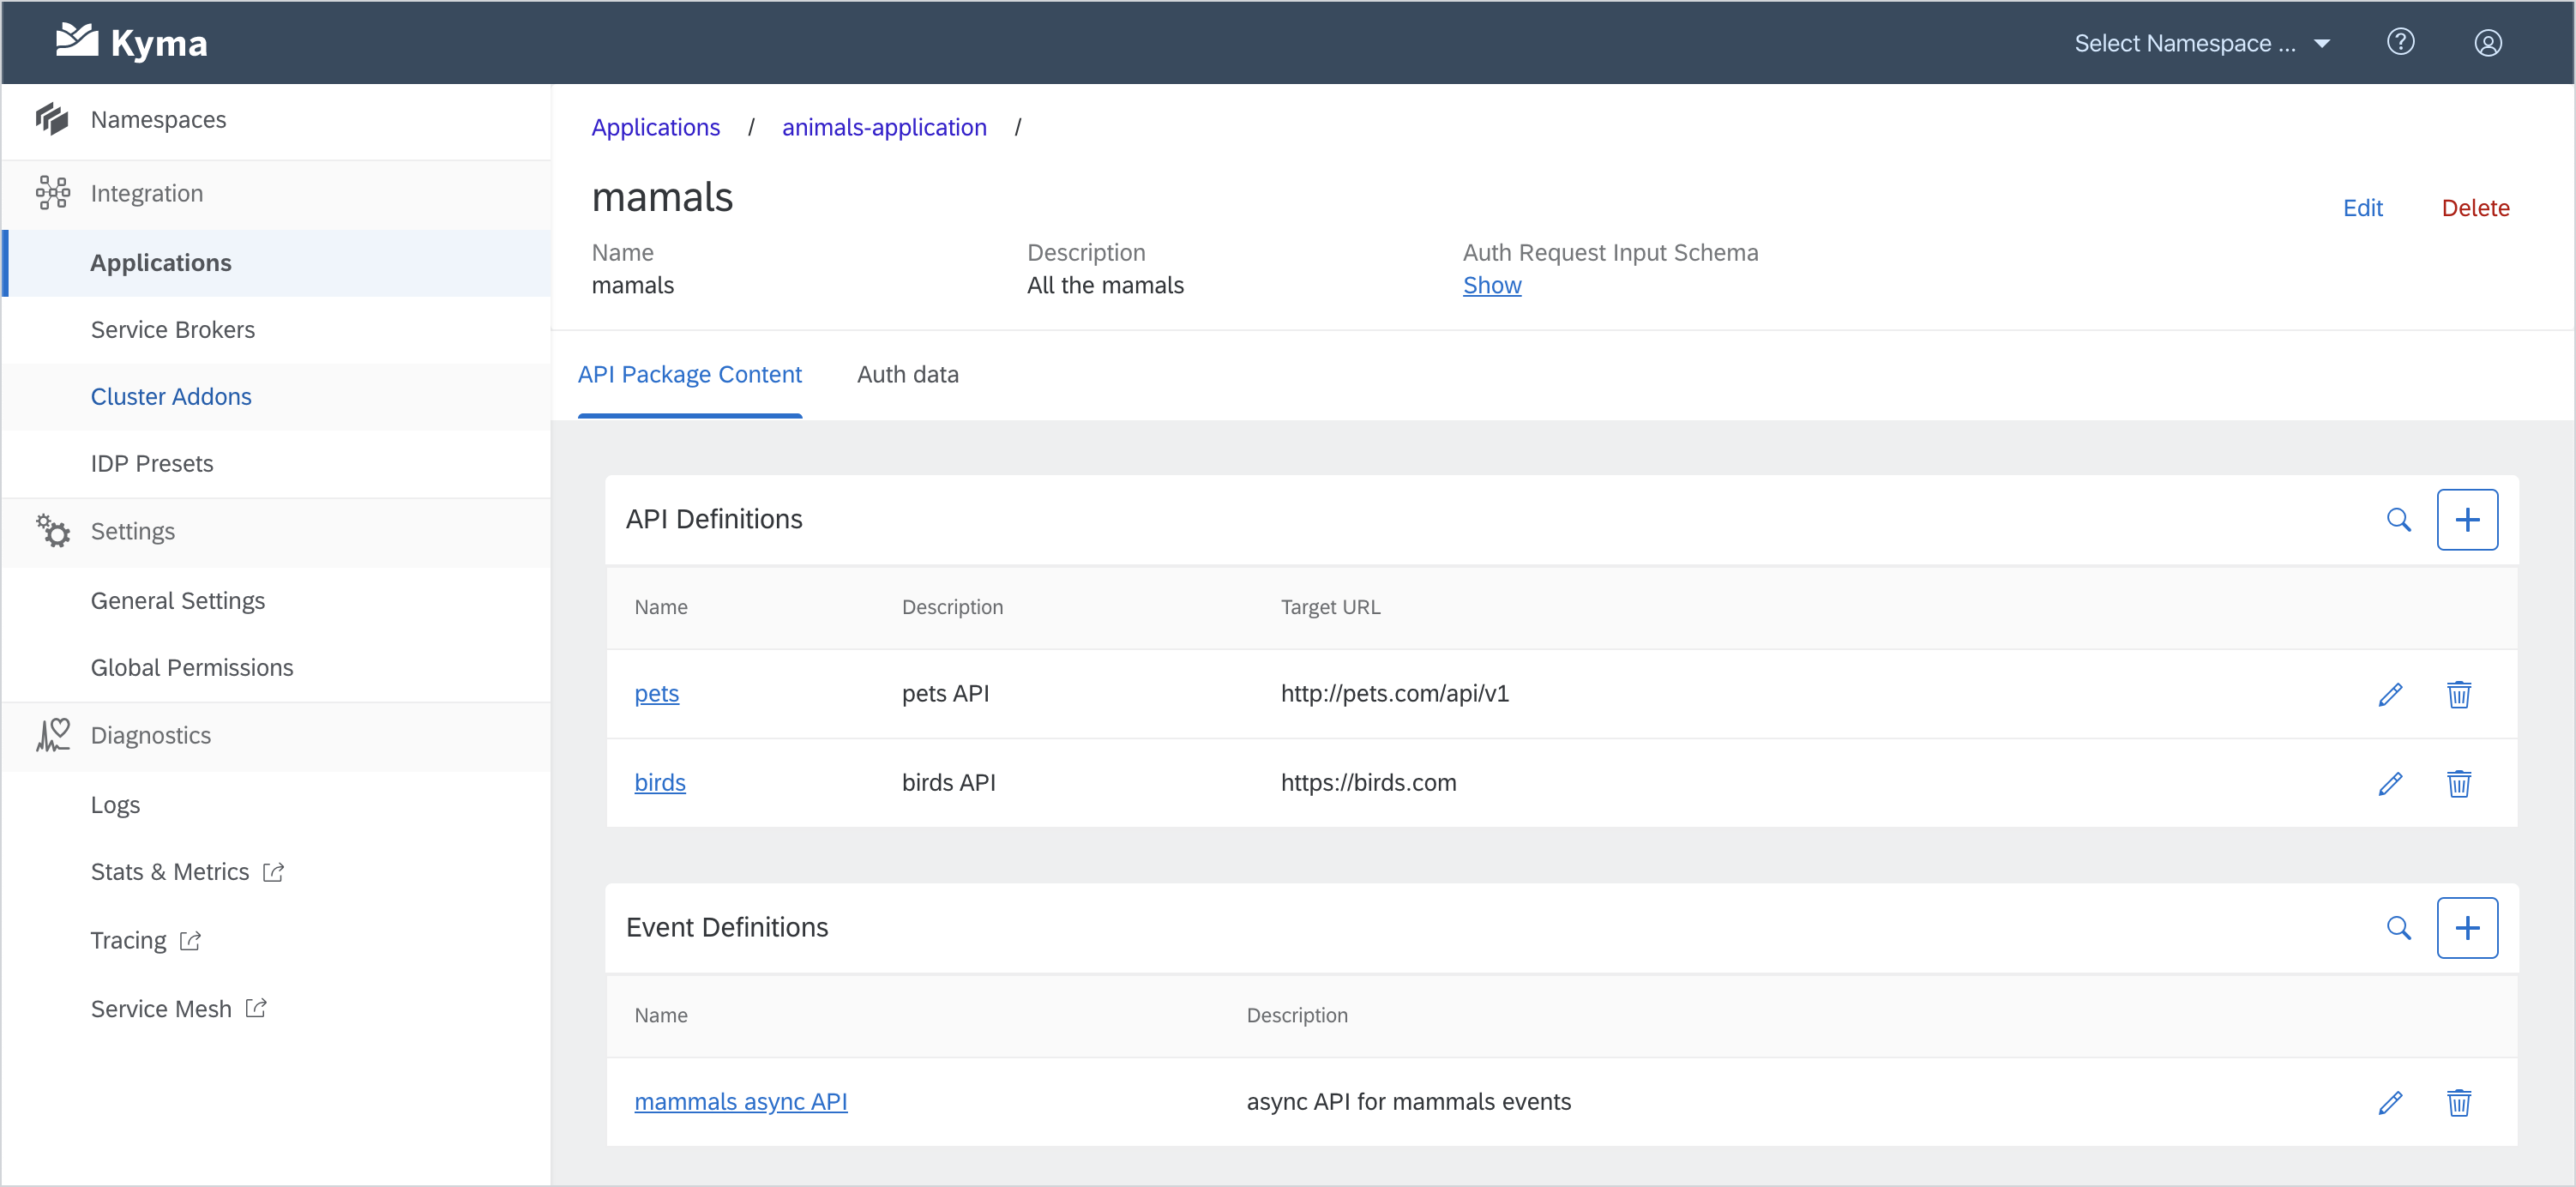 Kyma
Select Namespace ...
Namespaces
Integration
Applications
Service Brokers
Cluster Addons
IDP Presets
Settings
General Settings
Global Permissions
Diagnostics
Logs
Stats & Metrics
Tracing
Service Mesh
Applications / animals-application /
mamals
Edit Delete
Name Description Auth Request Input Schema
mamals All the mamals Show
API Package Content Auth data
API Definitions
Name Description Target URL
pets pets API http://pets.com/api/v1
birds birds API https://birds.com
Event Definitions
Name Description
mammals async API async API for mammals events